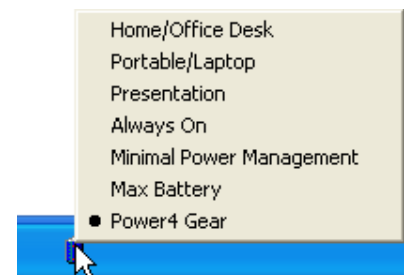 Home/Office Desk
Portable/Laptop
Presentation
Always On
Minimal Power Management
Max Battery
Power4 Gear